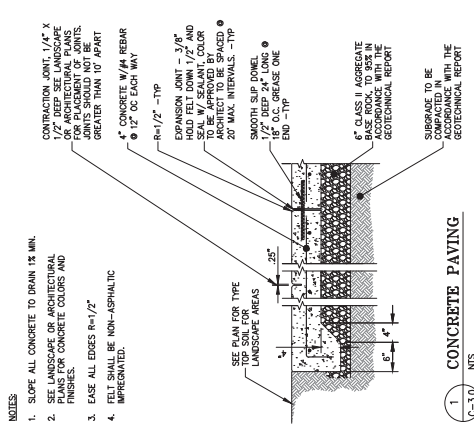 NOTES:
1. SLOPE ALL CONCRETE TO DRAIN 1% MIN.
2. SEE LANDSCAPE OR ARCHITECTURAL
PLANS FOR CONCRETE COLORS AND
FINISHES.
3. EASE ALL EDGES R=1/2"
4. FELT SHALL BE NON-ASPHALTIC
IMPREGNATED.
CONTRACTION JOINT, 1/4" X
1/2" DEEP SEE LANDSCAPE
OR ARCHITECTURAL PLANS
FOR PLACEMENT OF JOINTS.
JOINTS SHOULD NOT BE
GREATER THAN 10' APART
4" CONCRETE W/#4 REBAR
@ 12" OC EACH WAY
R=1/2" -TYP
EXPANSION JOINT - 3/8"
HOLD FELT DOWN 1/2" AND
SEAL W/ SEALANT, COLOR
TO BE APPROVED BY
ARCHITECT TO BE SPACED @
20' MAX. INTERVALS. -TYP
SMOOTH SLIP DOWEL
1/2" DEEP 24" LONG @
18" O.C. GREASE ONE
END -TYP
6" CLASS II AGGREGATE
BASE ROCK, TO 95% IN
ACCORDANCE WITH THE
GEOTECHNICAL REPORT
SUBGRADE TO BE
COMPACTED IN
ACCORDANCE WITH THE
GEOTECHNICAL REPORT
SEE PLAN FOR TYPE
TOP SOIL FOR
LANDSCAPE AREAS
.25"
4"
6"
4"
1 CONCRETE PAVING
C-3.0 NTS